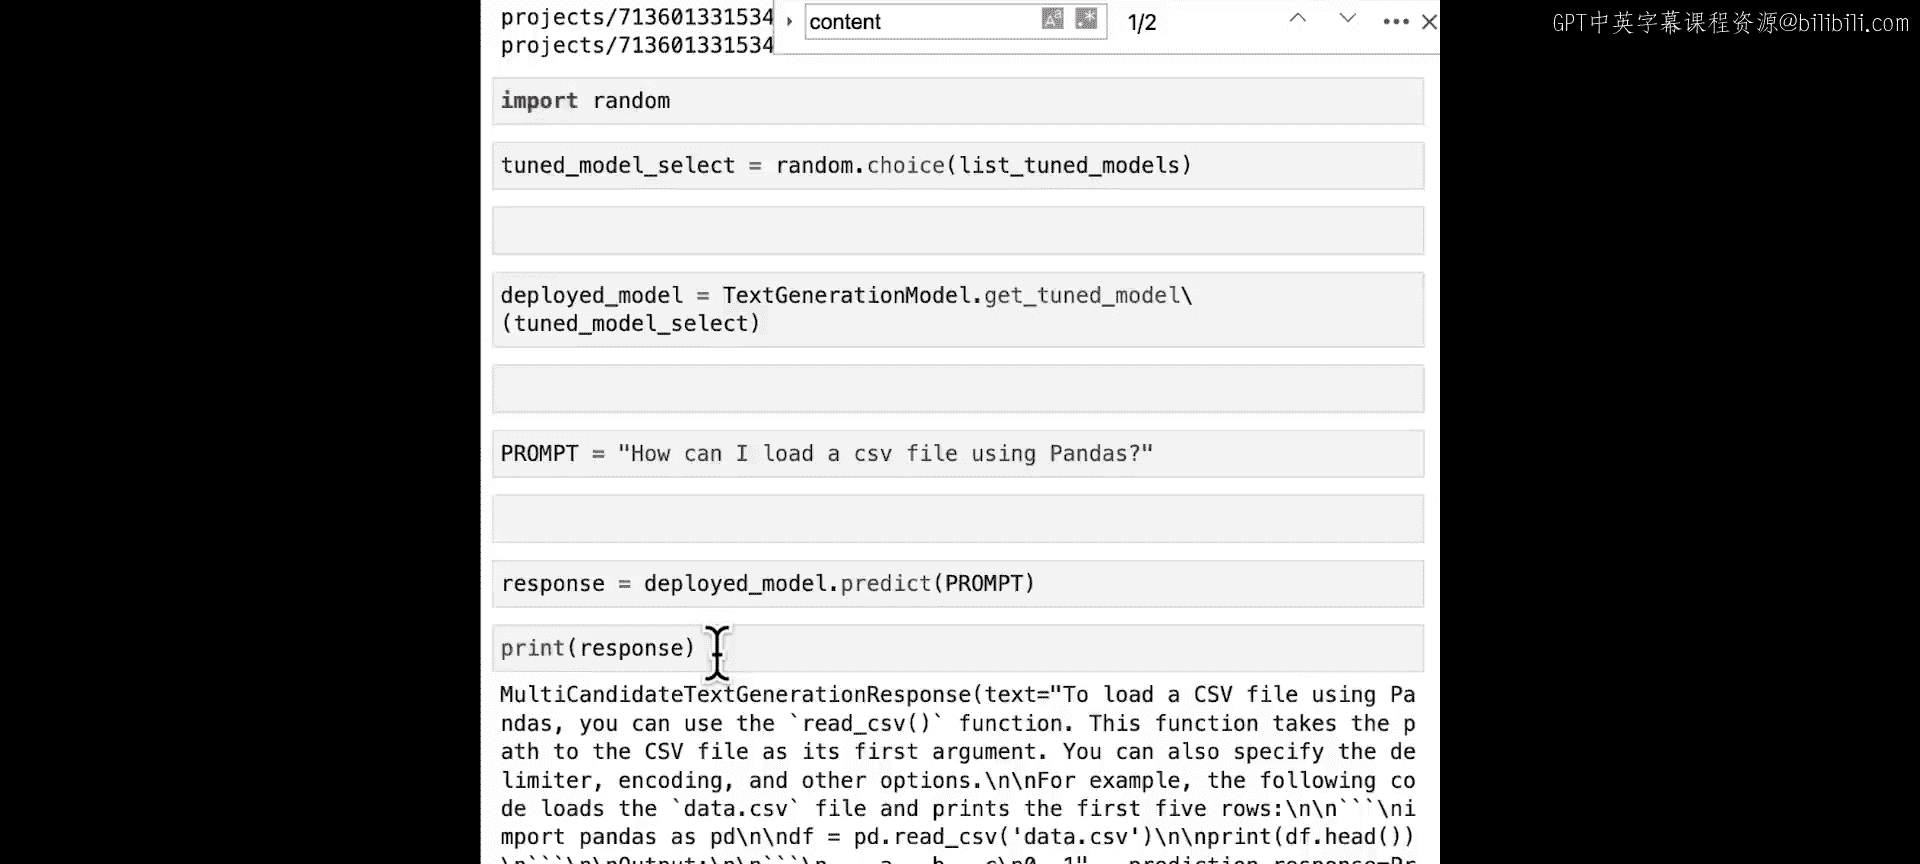 projects/713601331534
content
1/2
GPT中英字幕课程资源@bilibili.com
projects/713601331534
import random
tuned_model_select = random.choice(list_tuned_models)
deployed_model = TextGenerationModel.get_tuned_model\
(tuned_model_select)
PROMPT = "How can I load a csv file using Pandas?"
response = deployed_model.predict(PROMPT)
print(response)
MultiCandidateTextGenerationResponse(text="To load a CSV file using Pa
ndas, you can use the `read_csv()` function. This function takes the p
ath to the CSV file as its first argument. You can also specify the de
limiter, encoding, and other options.\n\nFor example, the following co
de loads the `data.csv` file and prints the first five rows:\n\n```\ni
mport pandas as pd\n\ndf = pd.read_csv('data.csv')\n\nprint(df.head())
\n```\n\nOutput:\n\n```\n   a   b   c\n0  1", _prediction_response=Pr